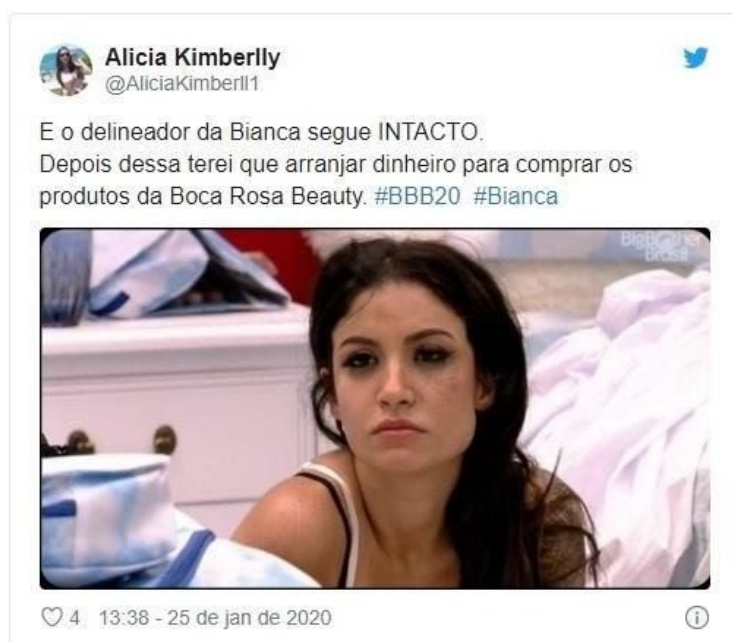 Alicia Kimberlly
@AliciaKimberll1
E o delineador da Bianca segue INTACTO.
Depois dessa terei que arranjar dinheiro para comprar os
produtos da Boca Rosa Beauty. #BBB20 #Bianca
Big Brother
Brasil
4 13:38 - 25 de jan de 2020